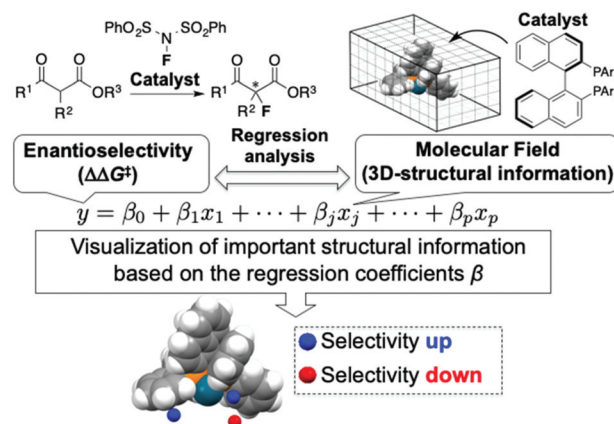 PhO₂S SO₂Ph
N
F
Catalyst
O O
R¹ OR³
R²
O O
R¹ * OR³
R² F
Catalyst
PAr
PAr
Regression
analysis
Enantioselectivity
(ΔΔG‡)
Molecular Field
(3D-structural information)
y = β₀ + β₁x₁ + ⋯ + βⱼxⱼ + ⋯ + βₚxₚ
Visualization of important structural information
based on the regression coefficients β
Selectivity up
Selectivity down